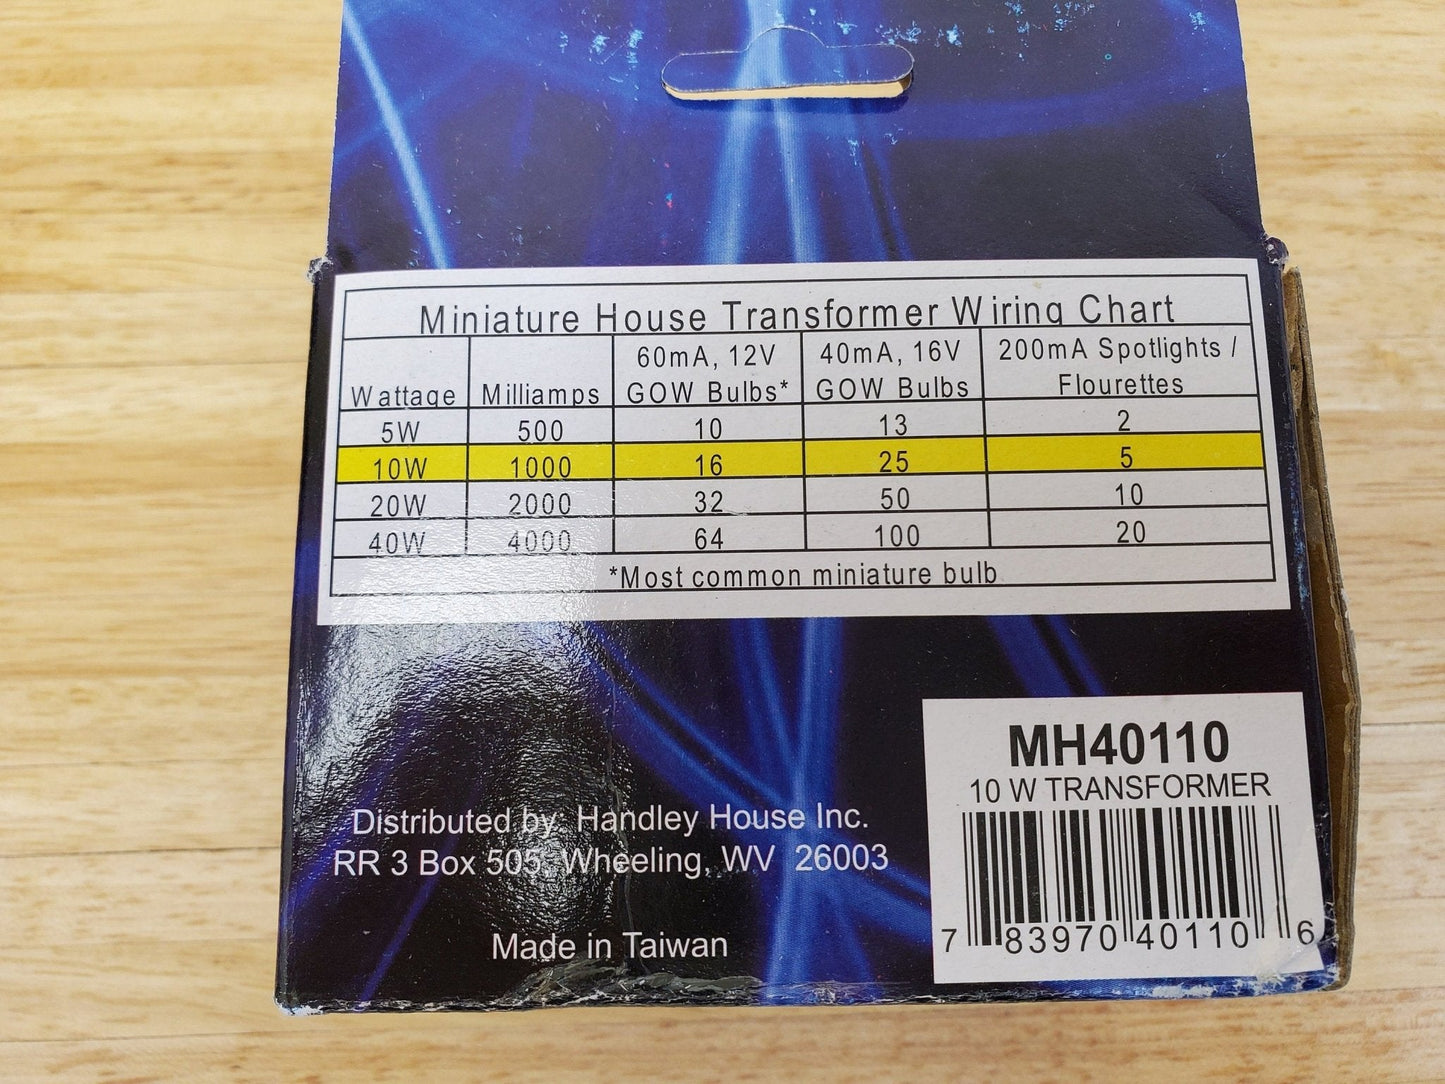 Miniature House Transformer Wiring Chart
Wattage Milliamps 60mA, 12V GOW Bulbs* 40mA, 16V GOW Bulbs 200mA Spotlights / Flourettes
5W 500 10 13 2
10W 1000 16 25 5
20W 2000 32 50 10
40W 4000 64 100 20
*Most common miniature bulb
MH40110
10 W TRANSFORMER
7 83970 40110 6
Distributed by: Handley House Inc.
RR 3 Box 505, Wheeling, WV 26003
Made in Taiwan